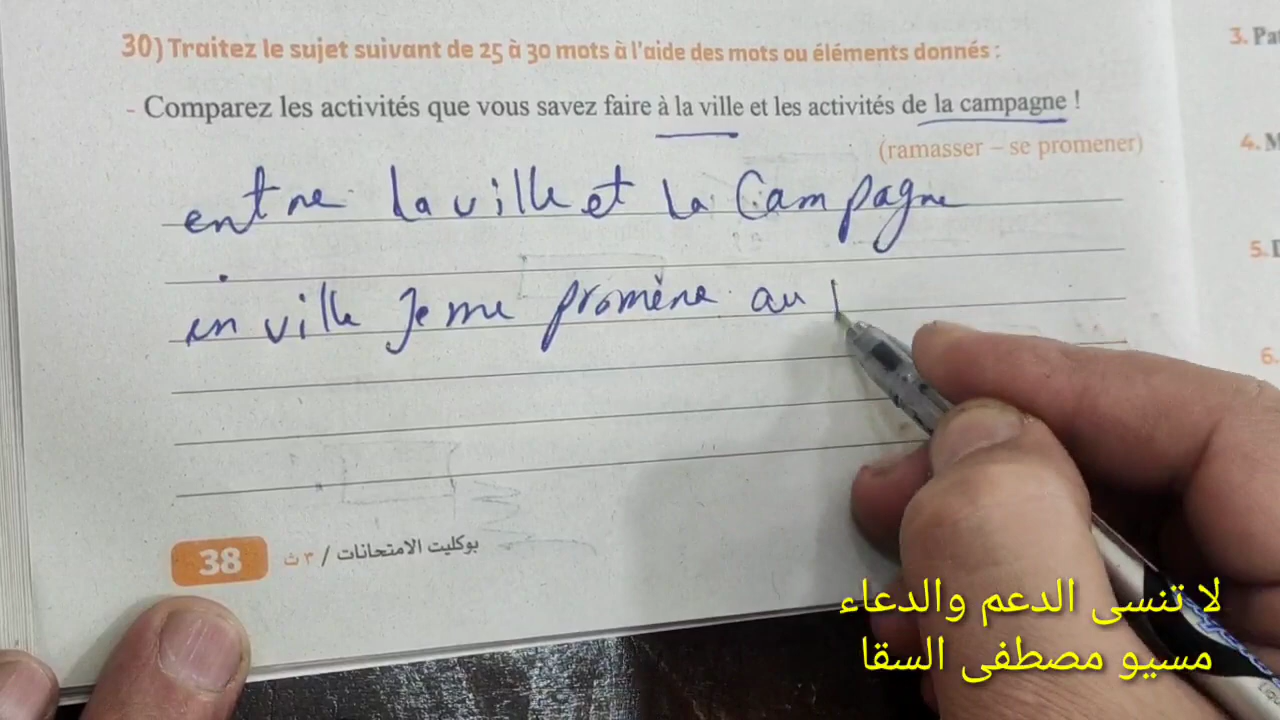 30) Traitez le sujet suivant de 25 à 30 mots à l'aide des mots ou éléments donnés :
- Comparez les activités que vous savez faire à la ville et les activités de la campagne !
(ramasser – se promener)
entre la ville et la Campagne
en ville Je me promène au
38
بوكليت الامتحانات / ٣ ث
3. Pa
4. M
5.
6.
لا تنسى الدعم والدعاء
مسيو مصطفى السقا